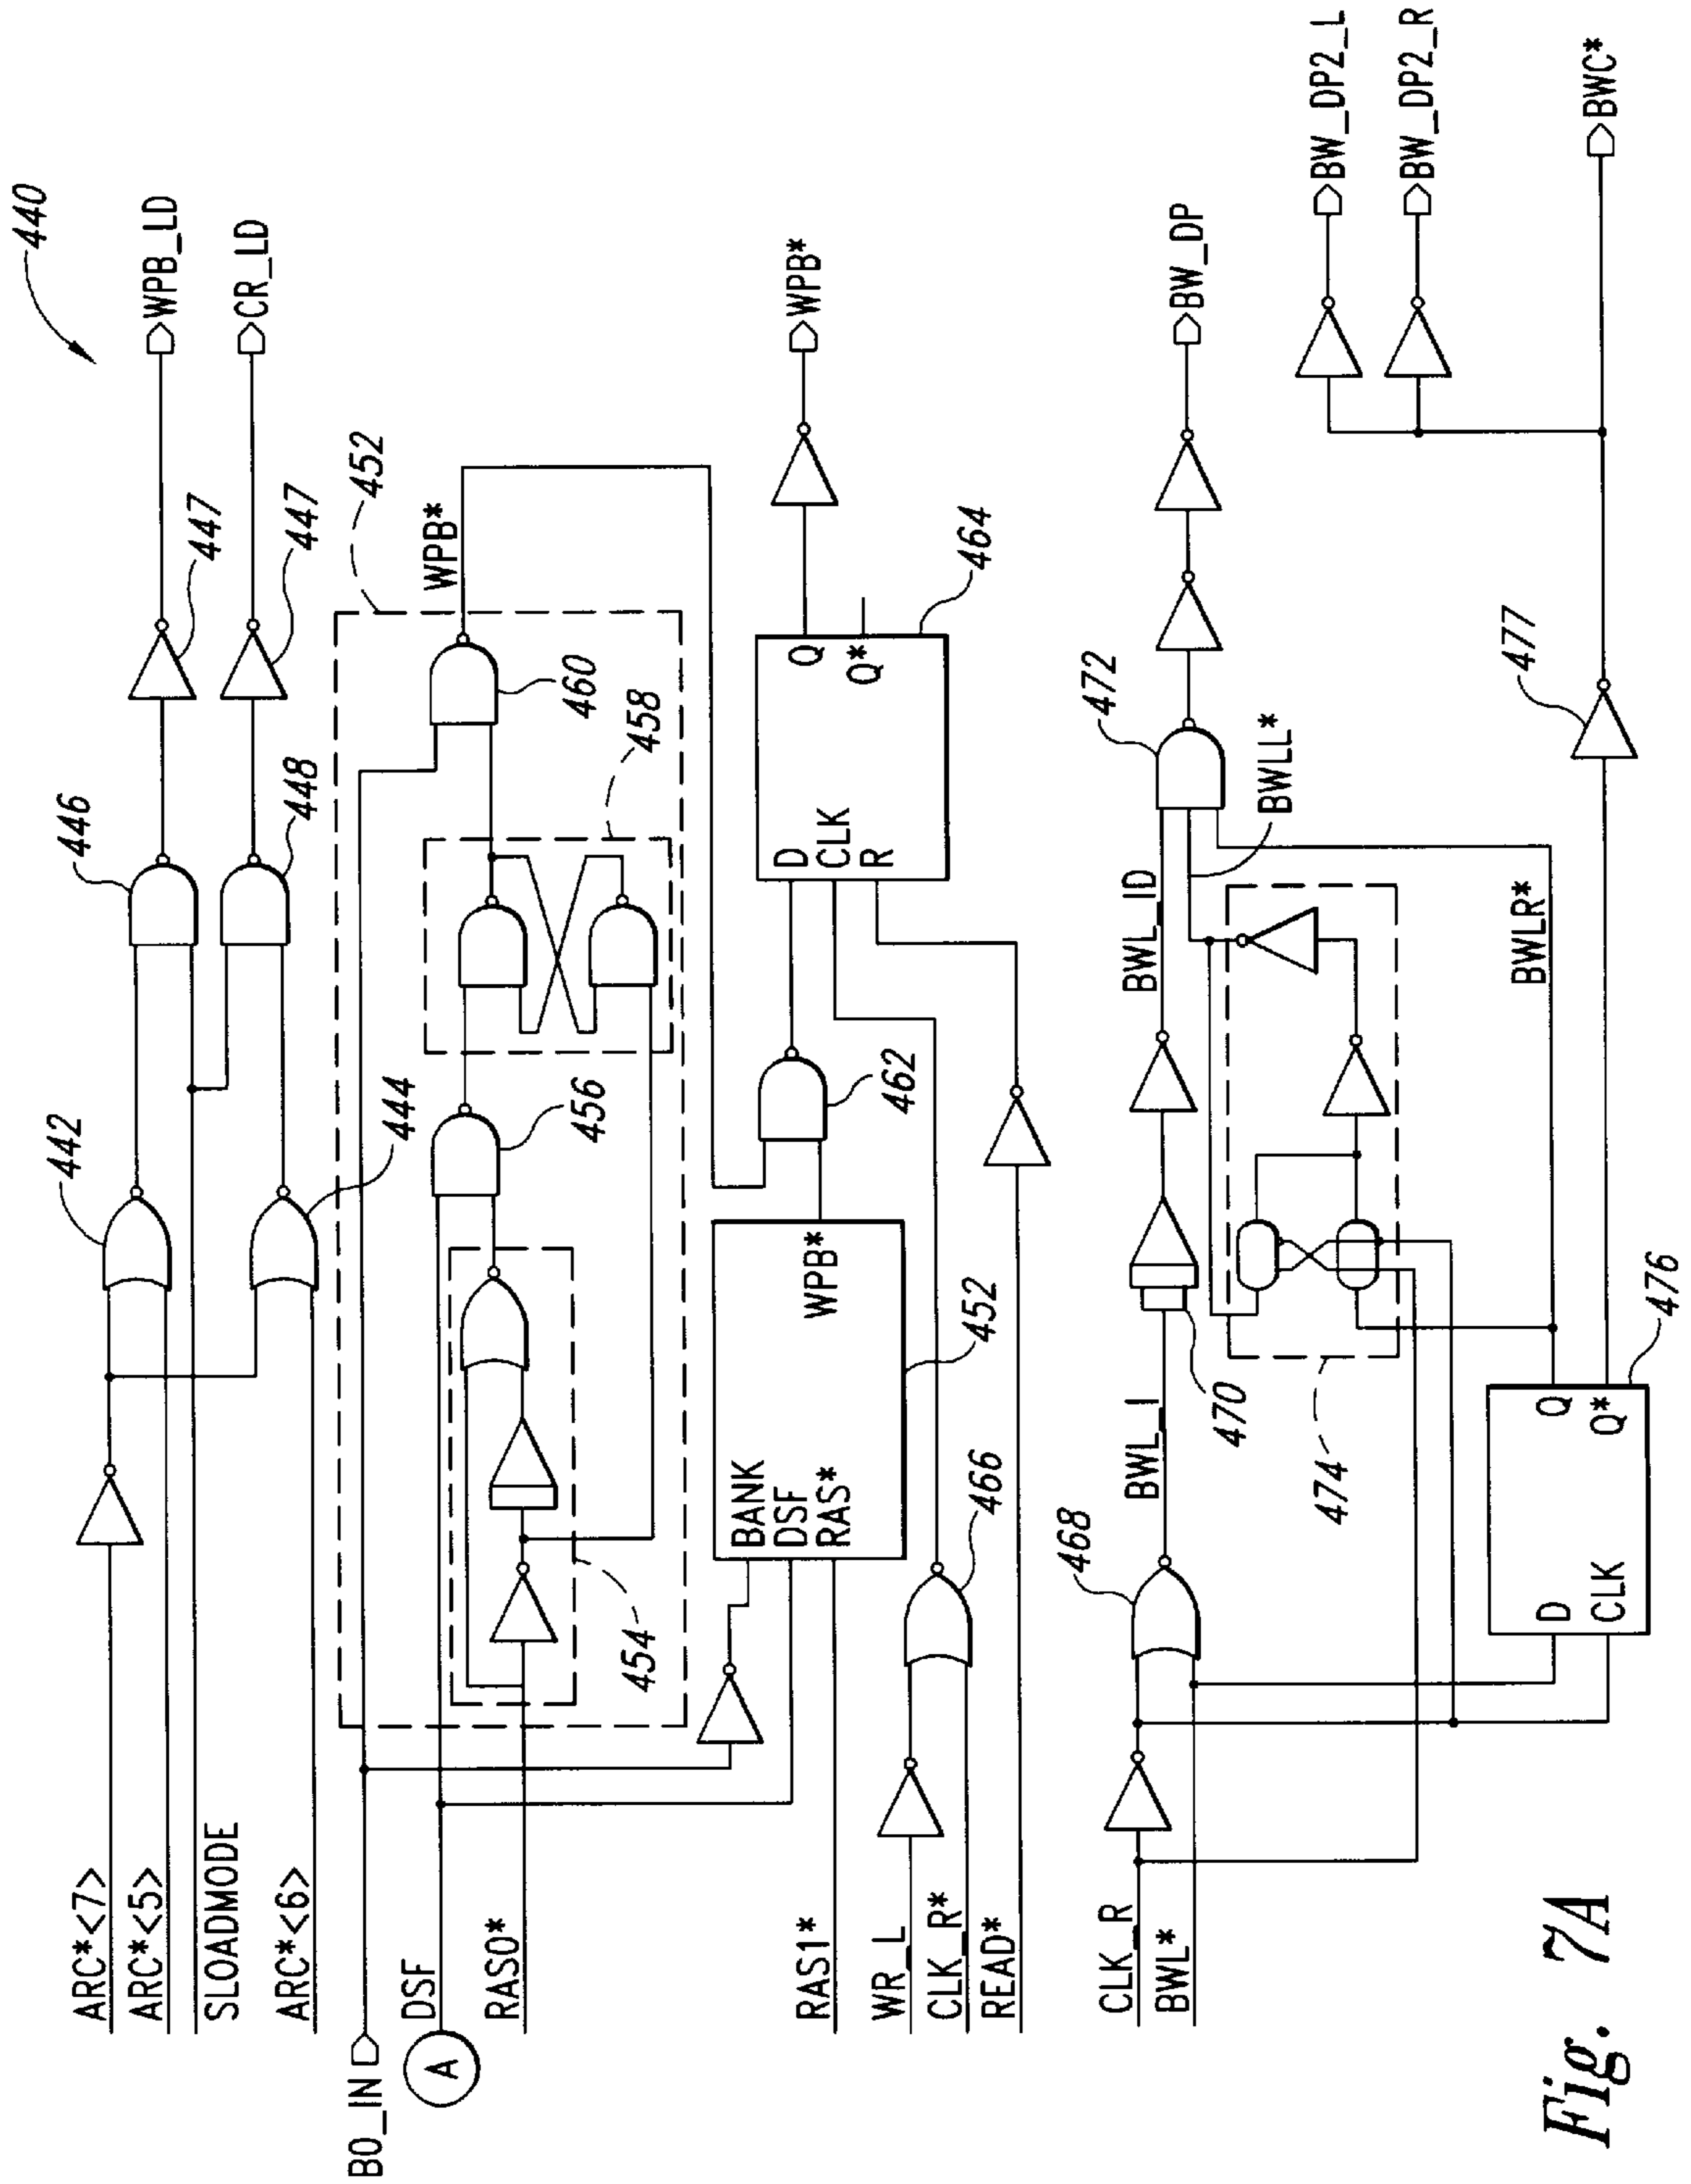 440
ARC*<7>
ARC*<5>
SLOADMODE
ARC*<6>
442
444
446
448
447
447
WPB_LD
CR_LD
B0_IN
A
DSF
RAS0*
452
454
456
458
460
WPB*
RAS1*
BANK
DSF
RAS*
WPB*
452
462
D
CLK
R
Q
Q*
464
WPB*
WR_L
CLK_R*
READ*
466
CLK_R
BWL*
468
BWL_I
470
BWL_ID
472
BWLL*
BW_DP
474
BWLR*
D
CLK
Q
Q*
476
477
BW_DP2_L
BW_DP2_R
BWC*
Fig. 7A